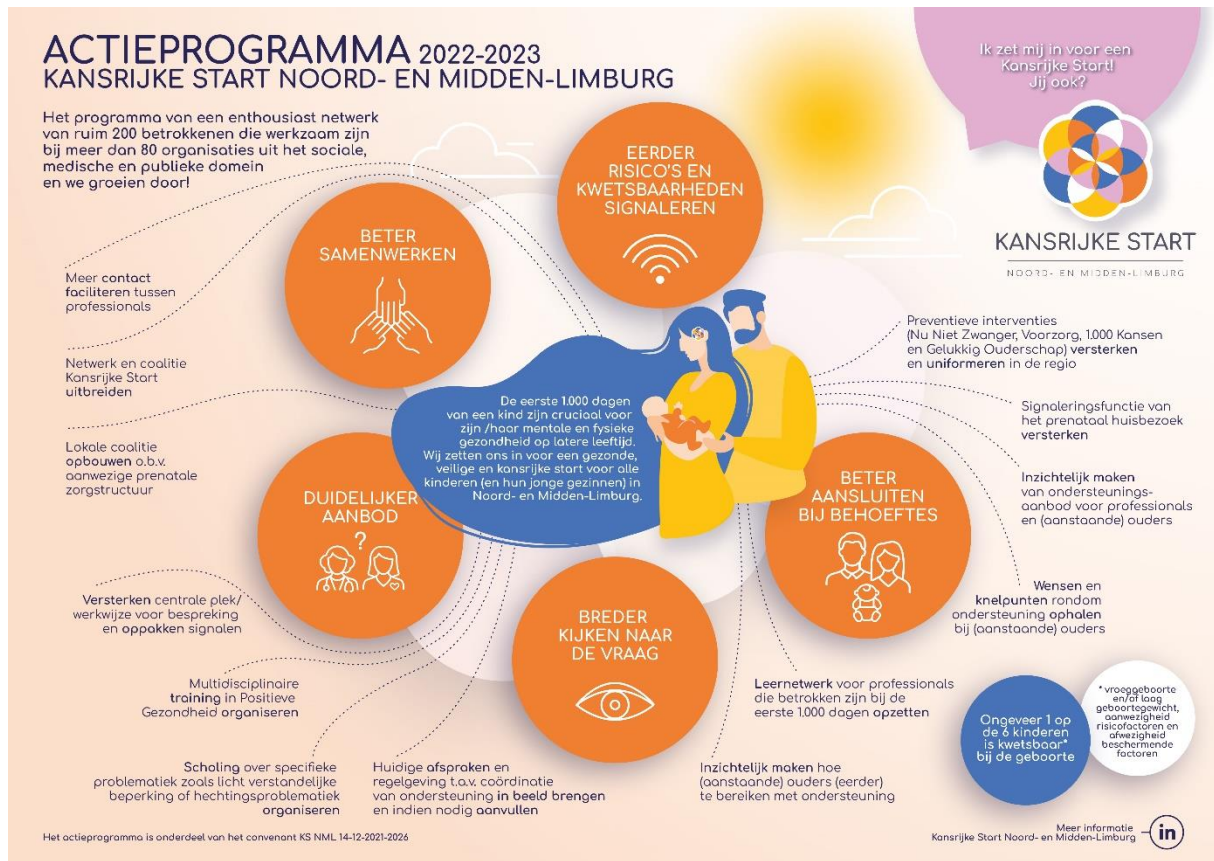 ACTIEPROGRAMMA 2022-2023
KANSRIJKE START NOORD- EN MIDDEN-LIMBURG
Het programma van een enthousiast netwerk
van ruim 200 betrokkenen die werkzaam zijn
bij meer dan 80 organisaties uit het sociale,
medische en publieke domein
en we groeien door!
Ik zet mij in voor een
Kansrijke Start!
Jij ook?
KANSRIJKE START
NOORD- EN MIDDEN-LIMBURG
EERDER
RISICO'S EN
KWETSBAARHEDEN
SIGNALEREN
BETER
SAMENWERKEN
Meer contact
faciliteren tussen
professionals
Netwerk en coalitie
Kansrijke Start
uitbreiden
Lokale coalitie
opbouwen o.b.v.
aanwezige prenatale
zorgstructuur
De eerste 1.000 dagen
van een kind zijn cruciaal voor
zijn /haar mentale en fysieke
gezondheid op latere leeftijd.
Wij zetten ons in voor een gezonde,
veilige en kansrijke start voor alle
kinderen (en hun jonge gezinnen) in
Noord- en Midden-Limburg.
Preventieve interventies
(Nu Niet Zwanger, Voorzorg, 1.000 Kansen
en Gelukkig Ouderschap) versterken
en uniformeren in de regio
Signaleringsfunctie van
het prenataal huisbezoek
versterken
Inzichtelijk maken
van ondersteunings-
aanbod voor professionals
en (aanstaande) ouders
Wensen en
knelpunten rondom
ondersteuning ophalen
bij (aanstaande) ouders
DUIDELIJKER
AANBOD
?
BETER
AANSLUITEN
BIJ BEHOEFTES
BREDER
KIJKEN NAAR
DE VRAAG
Versterken centrale plek/
werkwijze voor bespreking
en oppakken signalen
Multidisciplinaire
training in Positieve
Gezondheid organiseren
Scholing over specifieke
problematiek zoals licht verstandelijke
beperking of hechtingsproblematiek
organiseren
Huidige afspraken en
regelgeving t.a.v. coördinatie
van ondersteuning in beeld brengen
en indien nodig aanvullen
Leernetwerk voor professionals
die betrokken zijn bij de
eerste 1.000 dagen opzetten
Inzichtelijk maken hoe
(aanstaande) ouders (eerder)
te bereiken met ondersteuning
Ongeveer 1 op
de 6 kinderen
is kwetsbaar*
bij de geboorte
* vroeggeboorte
en/of laag
geboortegewicht,
aanwezigheid
risicofactoren en
afwezigheid
beschermende
factoren
Het actieprogramma is onderdeel van het convenant KS NML 14-12-2021-2026
Meer informatie
Kansrijke Start Noord- en Midden-Limburg
in